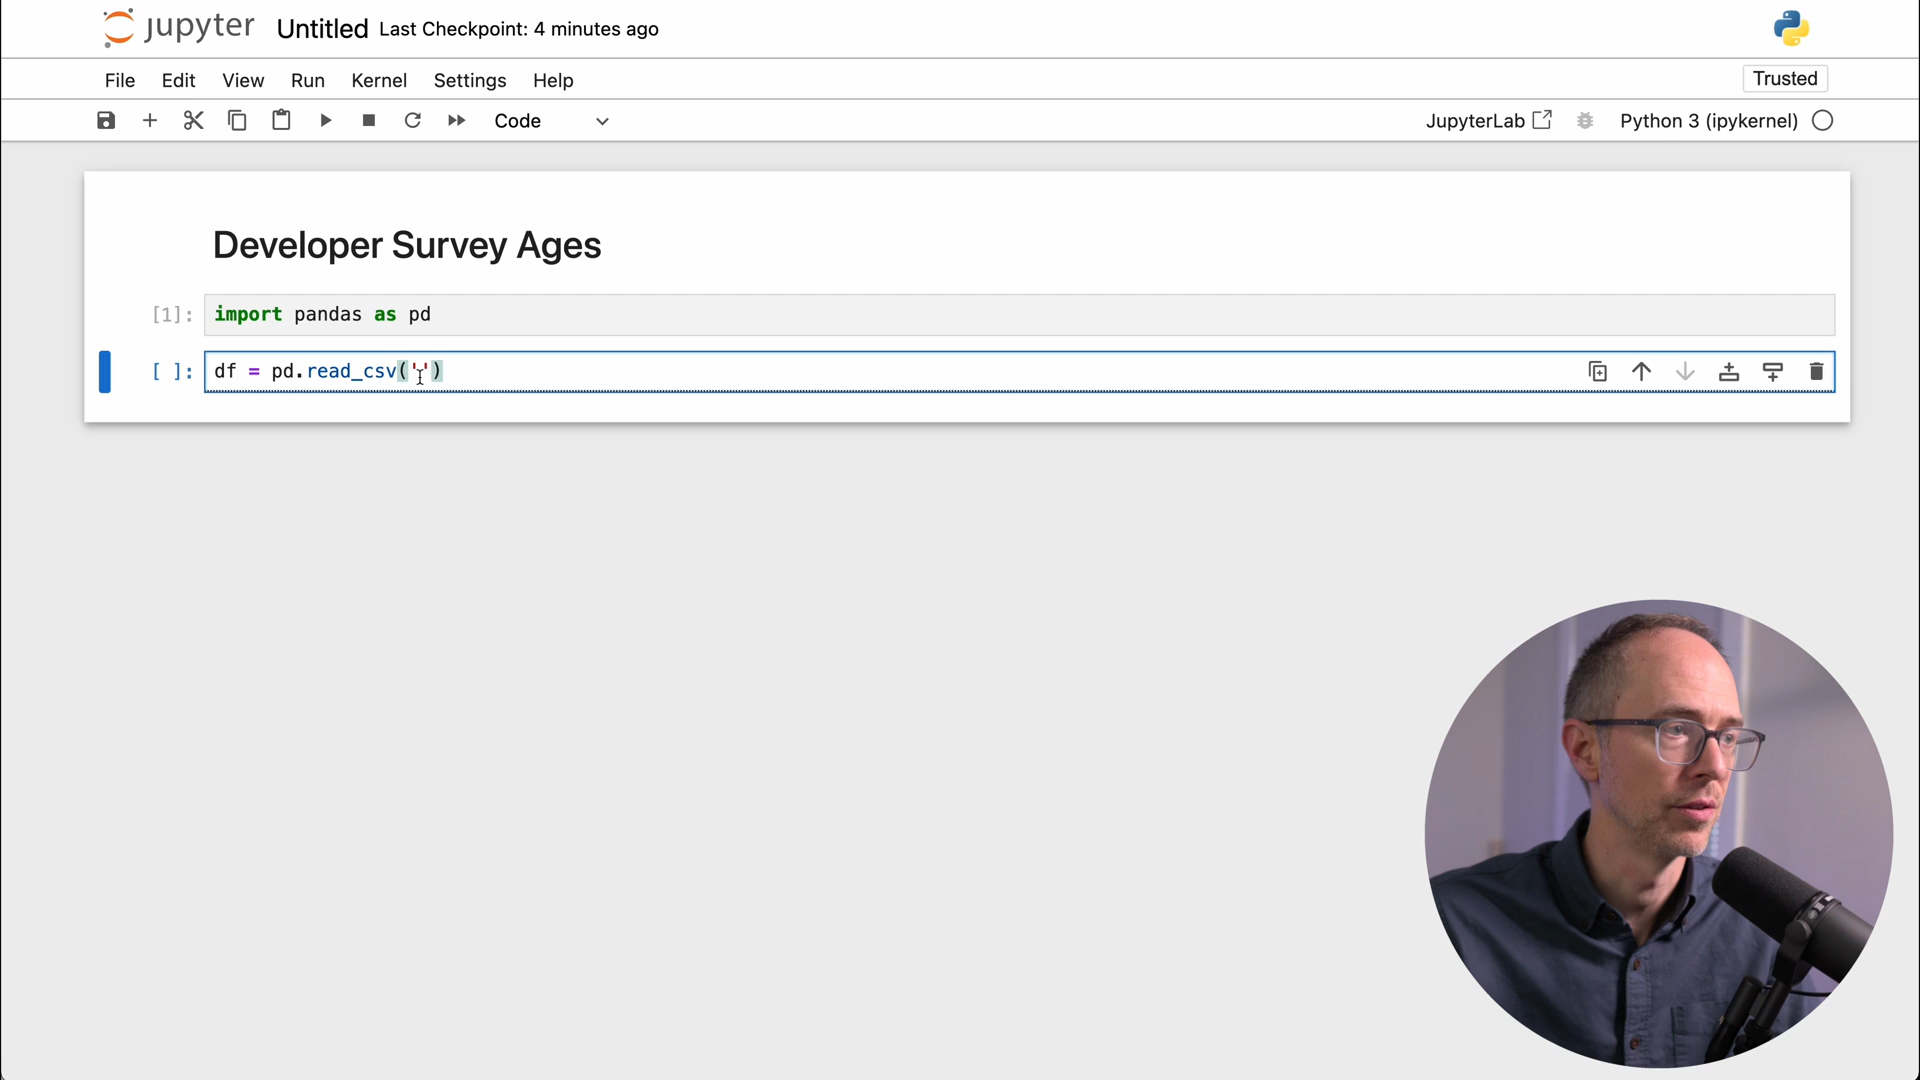 jupyter Untitled Last Checkpoint: 4 minutes ago
File Edit View Run Kernel Settings Help Trusted
Code JupyterLab Python 3 (ipykernel)
Developer Survey Ages
[1]: import pandas as pd
[ ]: df = pd.read_csv('')